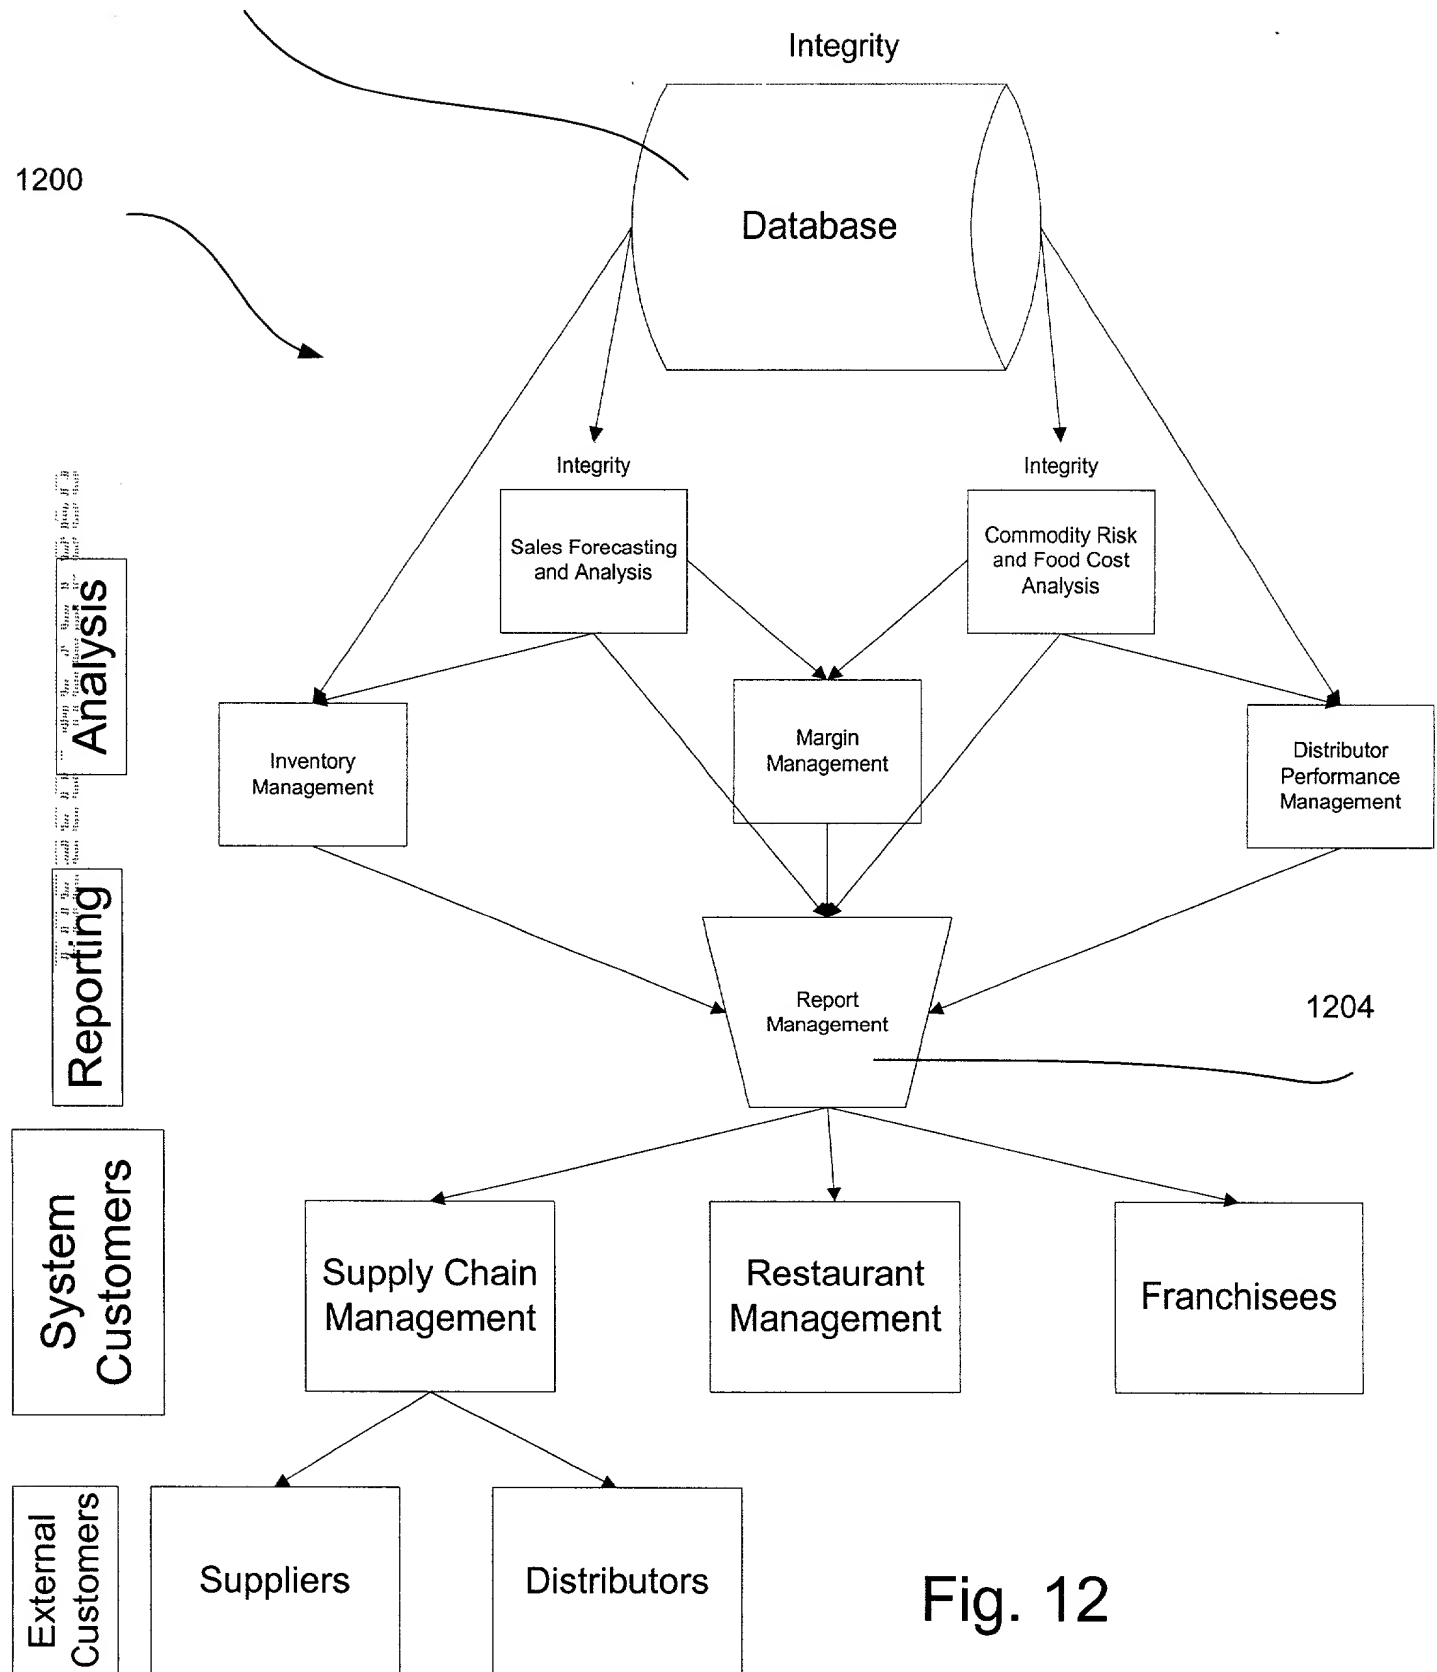 Integrity
1200
Database
Integrity
Integrity
Sales Forecasting
and Analysis
Commodity Risk
and Food Cost
Analysis
Analysis
Inventory
Management
Margin
Management
Distributor
Performance
Management
Reporting
Report
Management
1204
System
Customers
Supply Chain
Management
Restaurant
Management
Franchisees
External
Customers
Suppliers
Distributors
Fig. 12